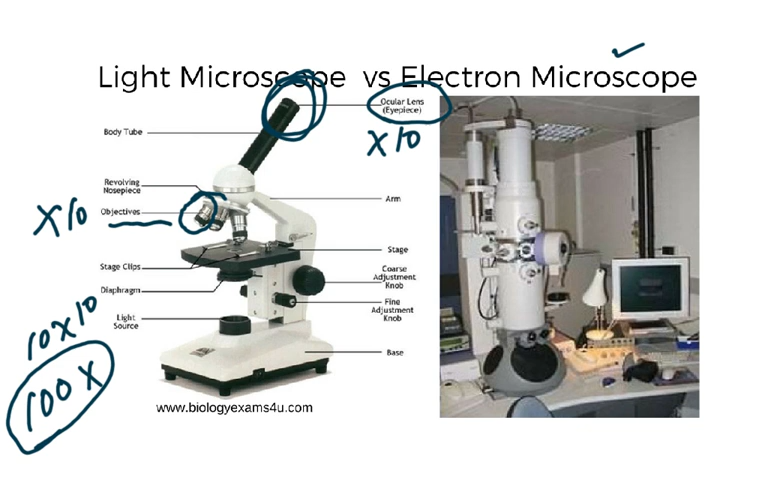 Light Microscope vs Electron Microscope
Ocular Lens
(Eyepiece)
x10
Body Tube
Revolving
Nosepiece
Arm
x10
Objectives
Stage
Stage Clips
Coarse
Adjustment
Knob
Diaphragm
Fine
Adjustment
Knob
10x10
Light
Source
Base
100x
www.biologyexams4u.com